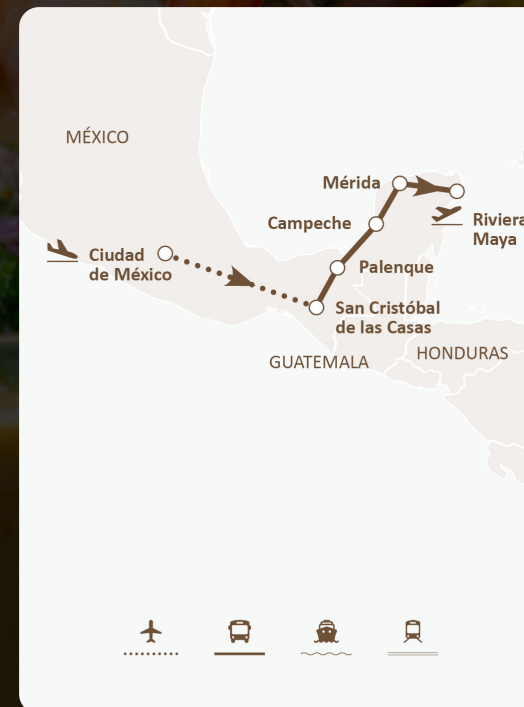 MÉXICO
Mérida
Campeche
Riviera
Maya
Ciudad
de México
Palenque
San Cristóbal
de las Casas
GUATEMALA
HONDURAS